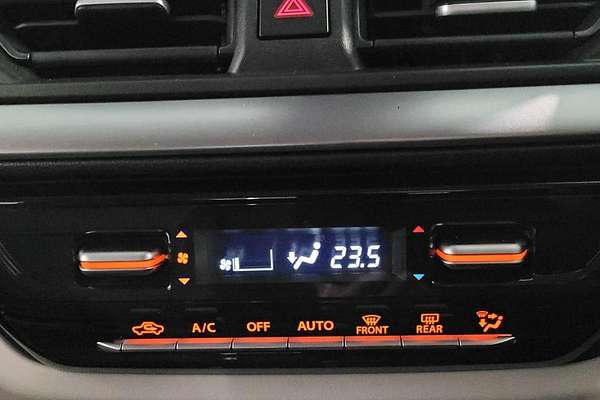 23.5
A/C OFF AUTO FRONT REAR